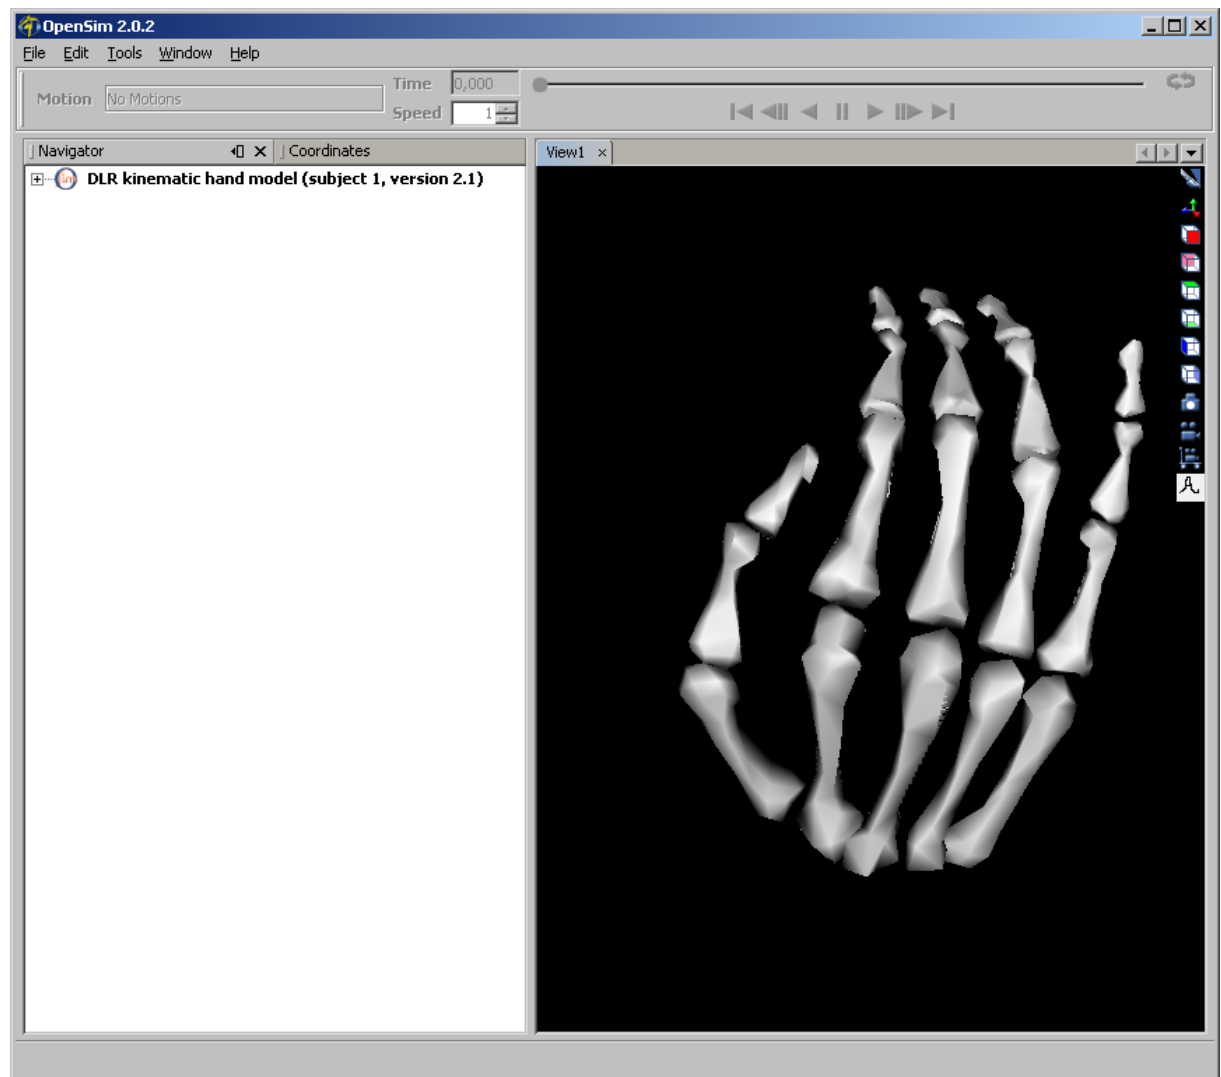 OpenSim 2.0.2
File Edit Tools Window Help
Motion No Motions Time 0,000
Speed 1
Navigator Coordinates View1
DLR kinematic hand model (subject 1, version 2.1)